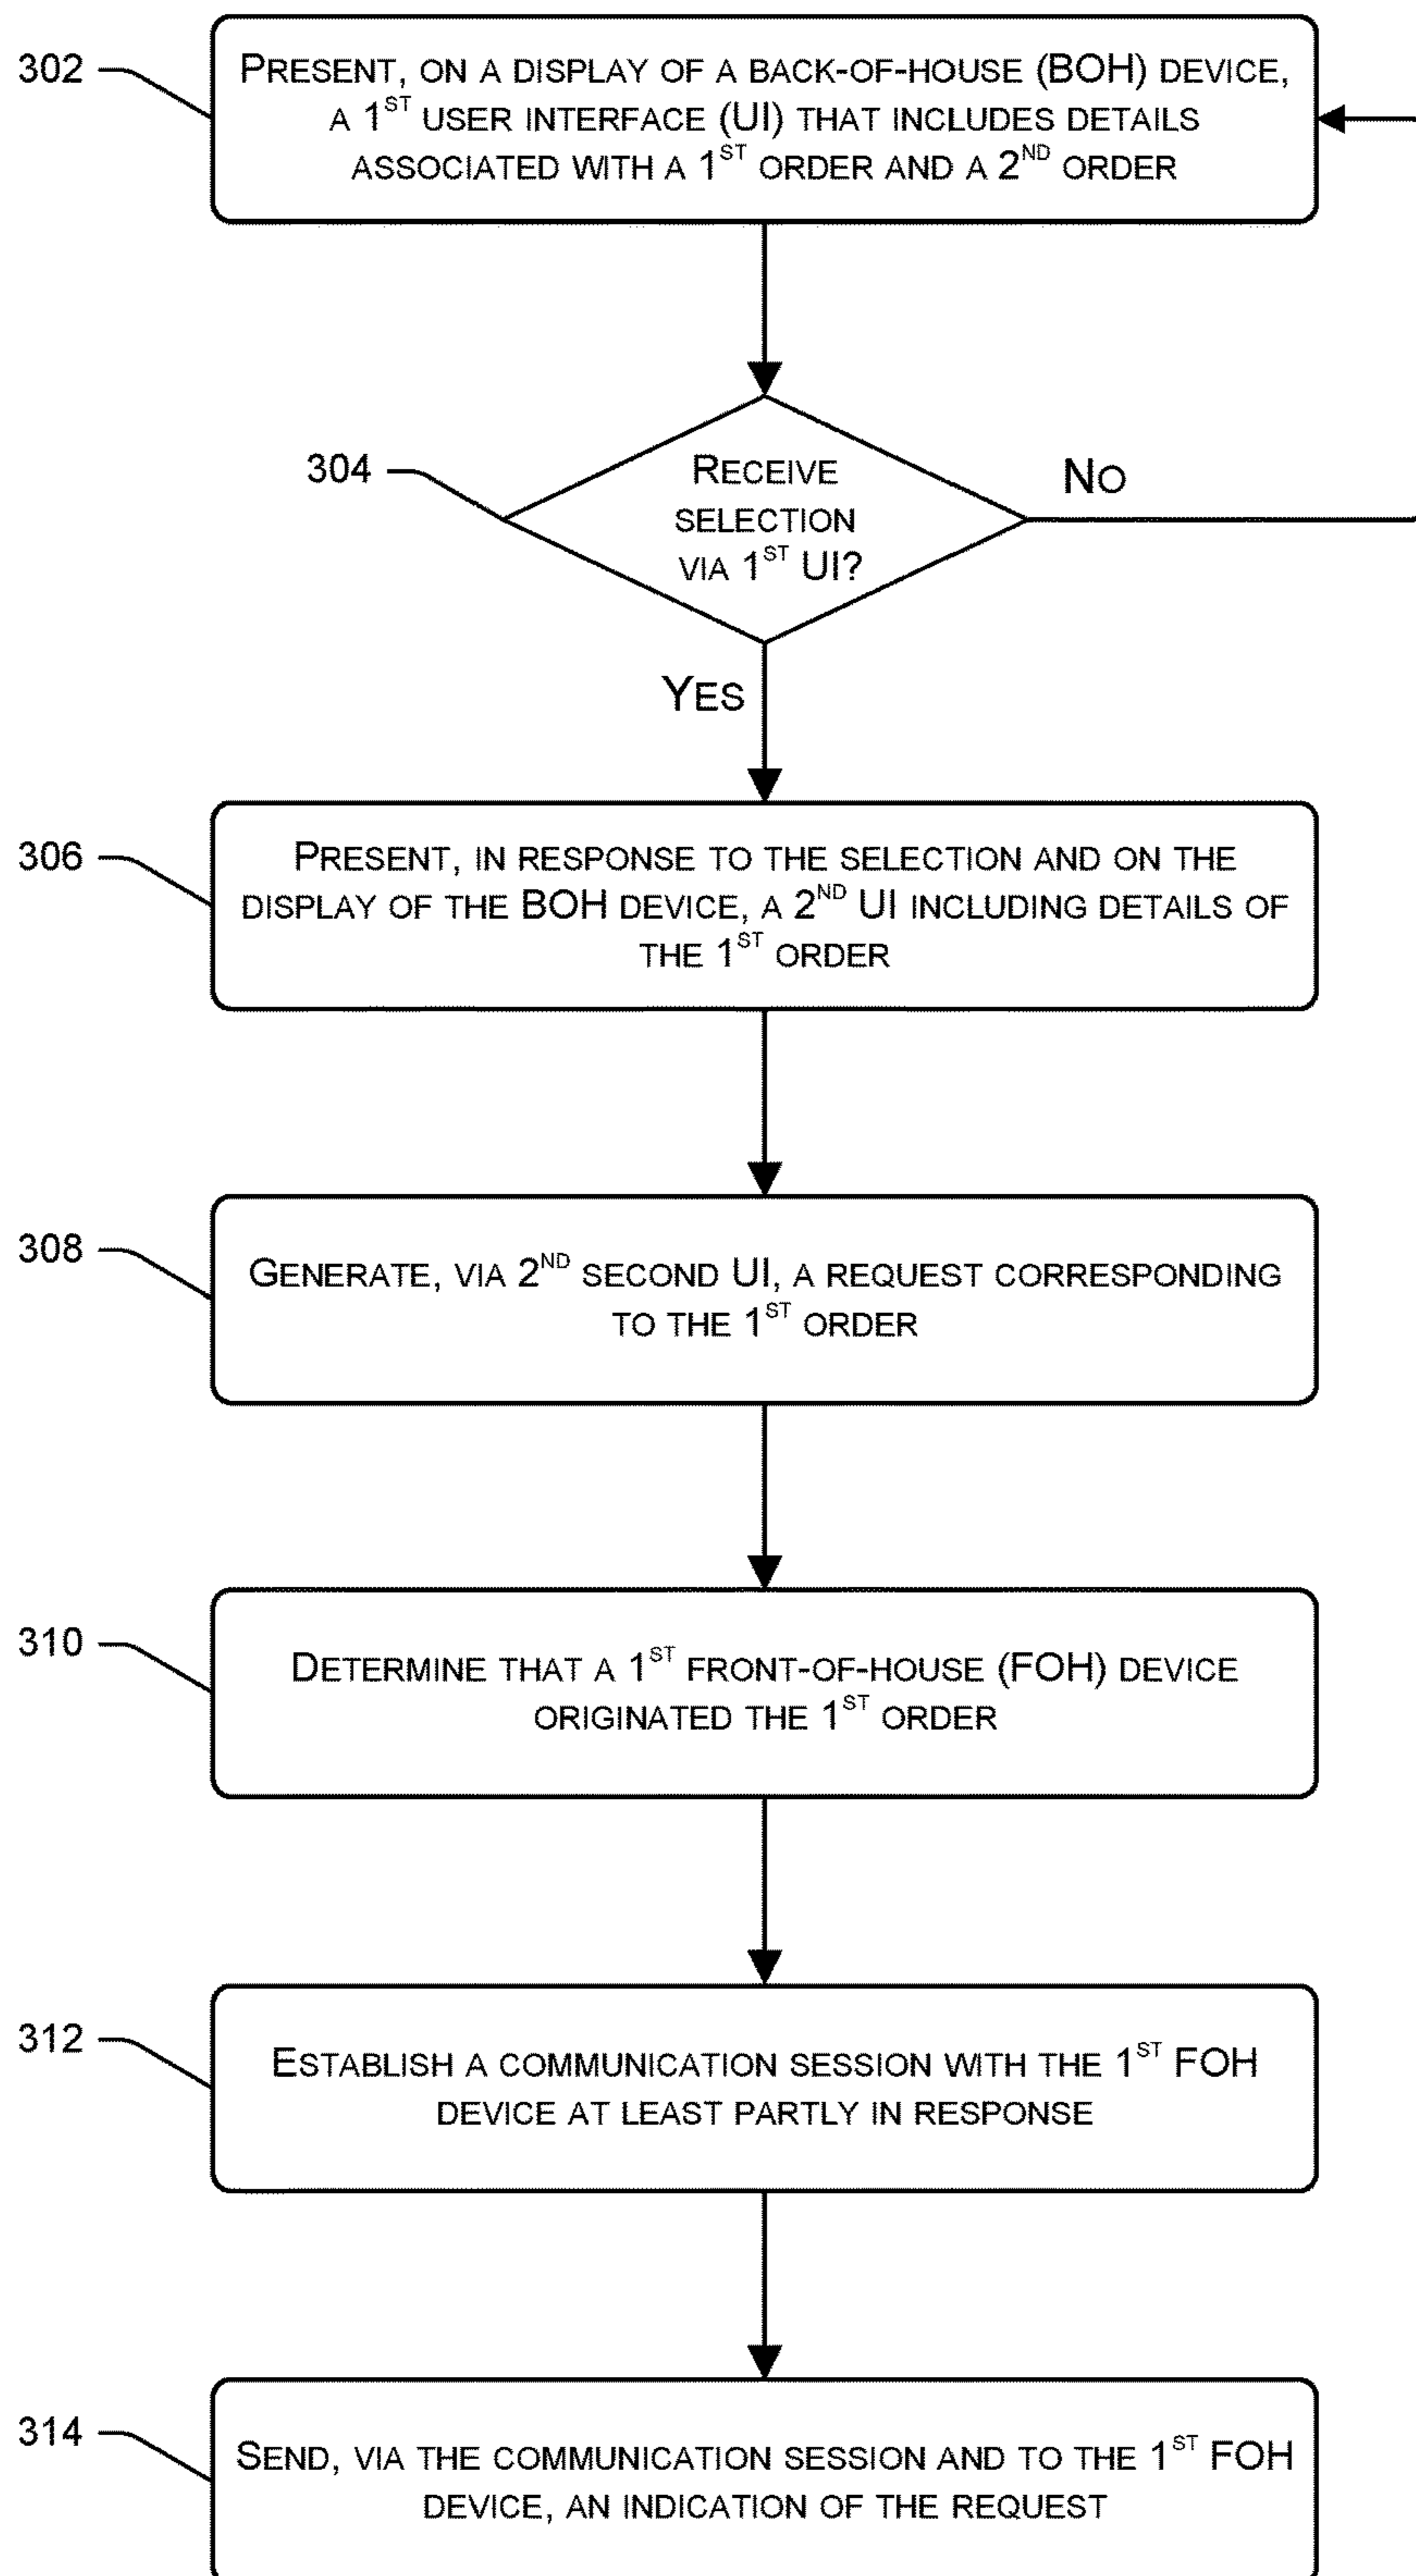 302
PRESENT, ON A DISPLAY OF A BACK-OF-HOUSE (BOH) DEVICE,
A 1ST USER INTERFACE (UI) THAT INCLUDES DETAILS
ASSOCIATED WITH A 1ST ORDER AND A 2ND ORDER
304
RECEIVE
SELECTION
VIA 1ST UI?
NO
YES
306
PRESENT, IN RESPONSE TO THE SELECTION AND ON THE
DISPLAY OF THE BOH DEVICE, A 2ND UI INCLUDING DETAILS OF
THE 1ST ORDER
308
GENERATE, VIA 2ND SECOND UI, A REQUEST CORRESPONDING
TO THE 1ST ORDER
310
DETERMINE THAT A 1ST FRONT-OF-HOUSE (FOH) DEVICE
ORIGINATED THE 1ST ORDER
312
ESTABLISH A COMMUNICATION SESSION WITH THE 1ST FOH
DEVICE AT LEAST PARTLY IN RESPONSE
314
SEND, VIA THE COMMUNICATION SESSION AND TO THE 1ST FOH
DEVICE, AN INDICATION OF THE REQUEST